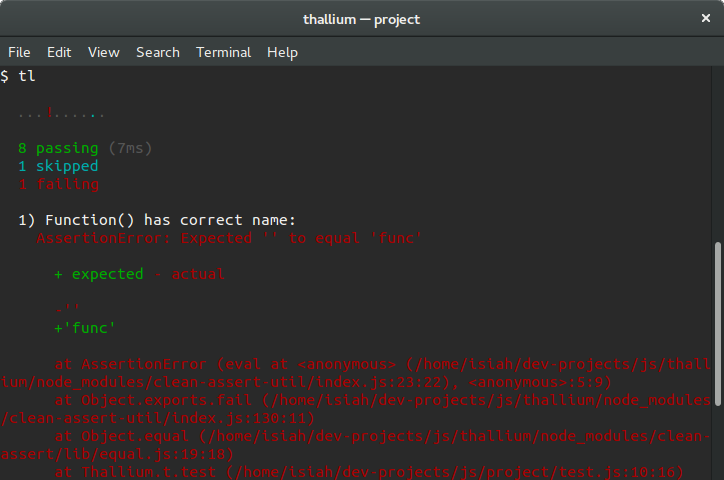 thallium — project
×
File Edit View Search Terminal Help
$ tl
...!......
8 passing (7ms)
1 skipped
1 failing
1) Function() has correct name:
AssertionError: Expected '' to equal 'func'
+ expected - actual
-''
+'func'
at AssertionError (eval at <anonymous> (/home/isiah/dev-projects/js/thall
ium/node_modules/clean-assert-util/index.js:23:22), <anonymous>:5:9)
at Object.exports.fail (/home/isiah/dev-projects/js/thallium/node_modules
/clean-assert-util/index.js:130:11)
at Object.equal (/home/isiah/dev-projects/js/thallium/node_modules/clean-
assert/lib/equal.js:19:18)
at Thallium.t.test (/home/isiah/dev-projects/js/project/test.js:10:16)